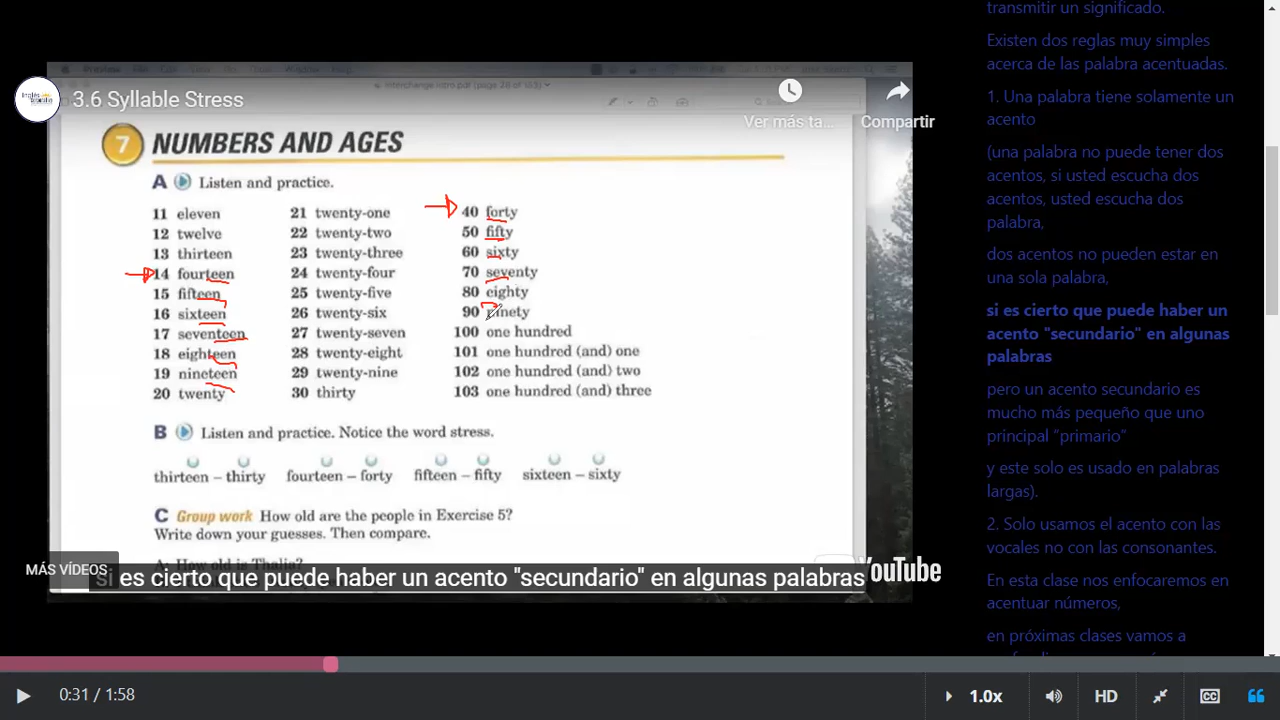 transmitir un significado.
Existen dos reglas muy simples
acerca de las palabras acentuadas.
1. Una palabra tiene solamente un
acento
(una palabra no puede tener dos
acentos, si usted escucha dos
acentos, usted escucha dos
palabra,
dos acentos no pueden estar en
una sola palabra,
si es cierto que puede haber un
acento "secundario" en algunas
palabras
pero un acento secundario es
mucho más pequeño que uno
principal "primario"
y este solo es usado en palabras
largas).
2. Solo usamos el acento con las
vocales no con las consonantes.
En esta clase nos enfocaremos en
acentuar números,
en próximas clases vamos a
3.6 Syllable Stress
Ver más ta...
Compartir
7 NUMBERS AND AGES
A Listen and practice.
11 eleven
12 twelve
13 thirteen
14 fourteen
15 fifteen
16 sixteen
17 seventeen
18 eighteen
19 nineteen
20 twenty
21 twenty-one
22 twenty-two
23 twenty-three
24 twenty-four
25 twenty-five
26 twenty-six
27 twenty-seven
28 twenty-eight
29 twenty-nine
30 thirty
40 forty
50 fifty
60 sixty
70 seventy
80 eighty
90 ninety
100 one hundred
101 one hundred (and) one
102 one hundred (and) two
103 one hundred (and) three
B Listen and practice. Notice the word stress.
thirteen – thirty fourteen – forty fifteen – fifty sixteen – sixty
C Group work How old are the people in Exercise 5?
Write down your guesses. Then compare.
A: How old is Thalia?
MÁS VÍDEOS
si es cierto que puede haber un acento "secundario" en algunas palabras
YouTube
0:31 / 1:58
1.0x
HD
CC